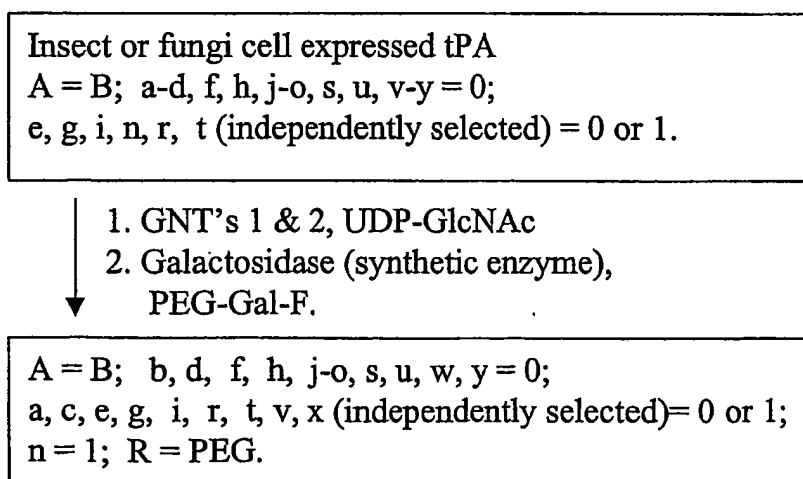 Insect or fungi cell expressed tPA
A = B; a-d, f, h, j-o, s, u, v-y = 0;
e, g, i, n, r, t (independently selected) = 0 or 1.
1. GNT's 1 & 2, UDP-GlcNAc
2. Galactosidase (synthetic enzyme),
PEG-Gal-F.
A = B; b, d, f, h, j-o, s, u, w, y = 0;
a, c, e, g, i, r, t, v, x (independently selected)= 0 or 1;
n = 1; R = PEG.